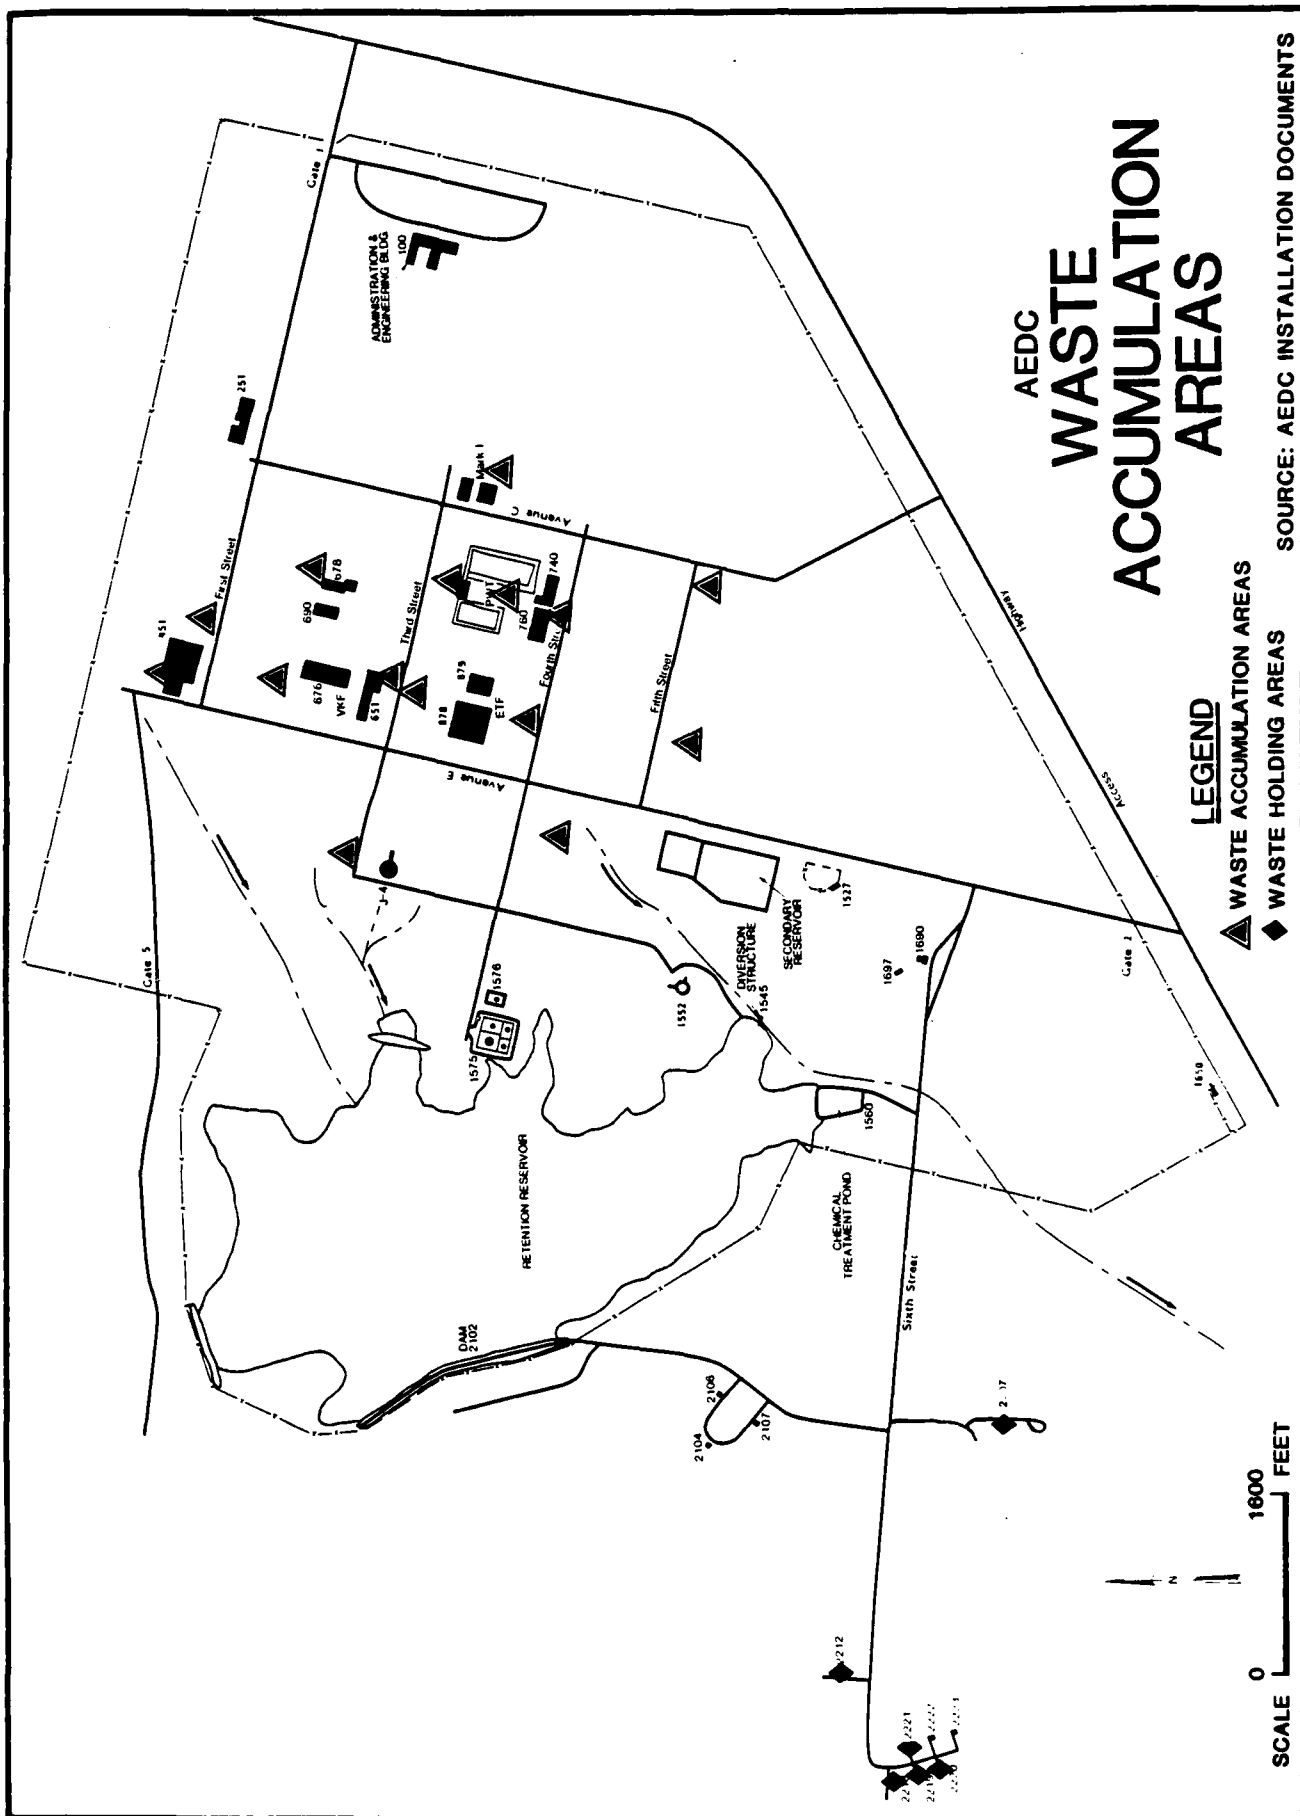 AEDC
WASTE
ACCUMULATION
AREAS
LEGEND
WASTE ACCUMULATION AREAS
WASTE HOLDING AREAS
SOURCE: AEDC INSTALLATION DOCUMENTS
SCALE 0 1600 FEET
N
Gate 5
Gate 1
Gate 2
First Street
Third Street
Fourth
Fifth Street
Sixth Street
Avenue C
Avenue E
Access
Highway
ADMINISTRATION &
ENGINEERING BLDG
100
251
451
678
690
676
VKF
651
Mark I
PWT
740
760
879
878
ETF
J-4
1576
1575
1552
DIVERSION
STRUCTURE
1545
SECONDARY
RESERVOIR
1527
1697
1690
1560
1650
RETENTION RESERVOIR
CHEMICAL
TREATMENT POND
DAM
2102
2106
2107
2104
2221